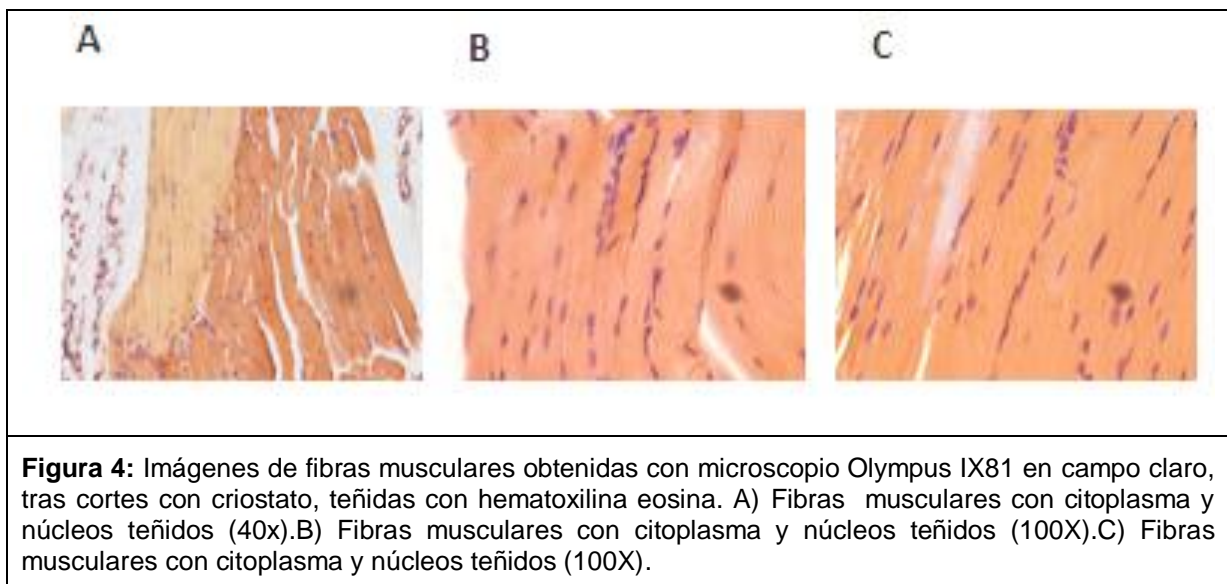 A
B
C
Figura 4: Imágenes de fibras musculares obtenidas con microscopio Olympus IX81 en campo claro,
tras cortes con criostato, teñidas con hematoxilina eosina. A) Fibras musculares con citoplasma y
núcleos teñidos (40x).B) Fibras musculares con citoplasma y núcleos teñidos (100X).C) Fibras
musculares con citoplasma y núcleos teñidos (100X).